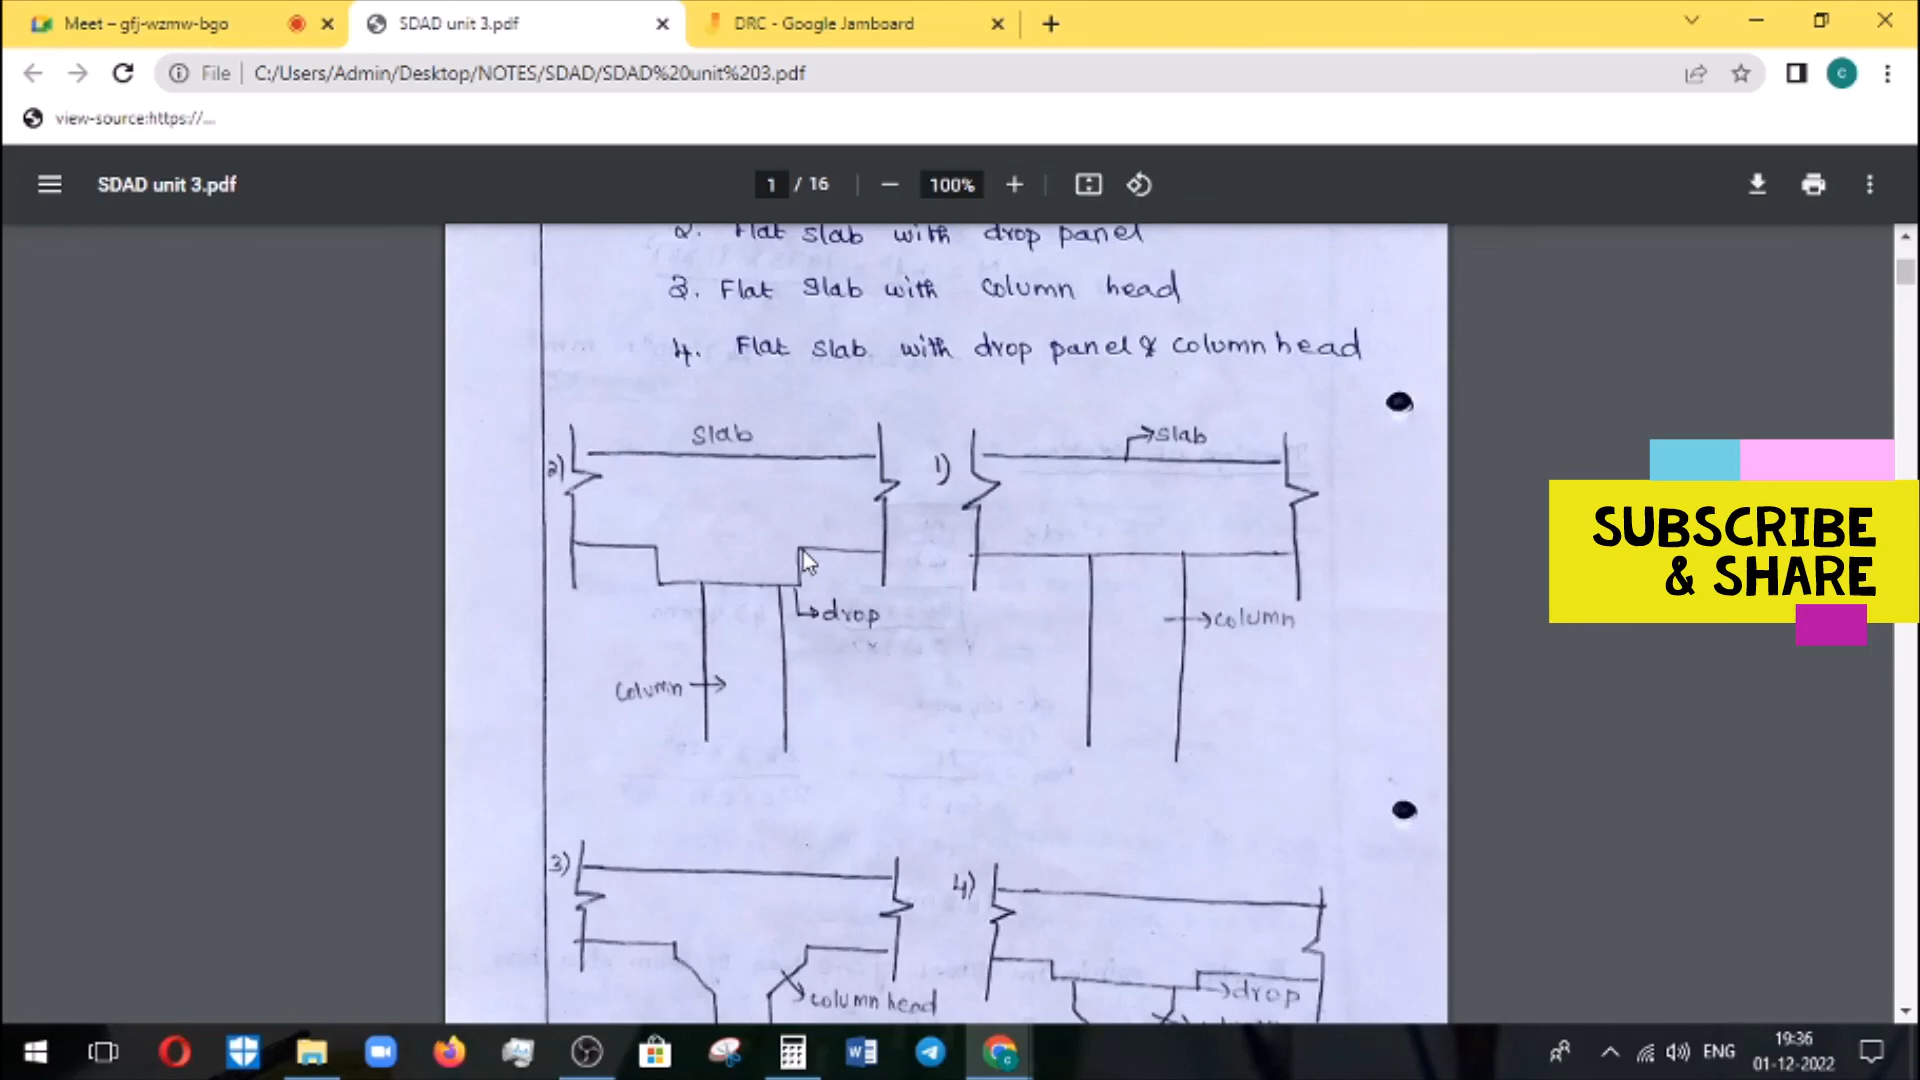 Meet – gfj-wzmw-bgo
SDAD unit 3.pdf
DRC - Google Jamboard
File
C:/Users/Admin/Desktop/NOTES/SDAD/SDAD%20unit%203.pdf
C
view-source:https://...
SDAD unit 3.pdf
1 / 16
100%
2. Flat slab with drop panel
3. Flat slab with column head
4. Flat slab with drop panel & column head
2) slab
1) slab
drop
column
column
3)
4)
column head
drop
SUBSCRIBE
& SHARE
ENG
19:36
01-12-2022